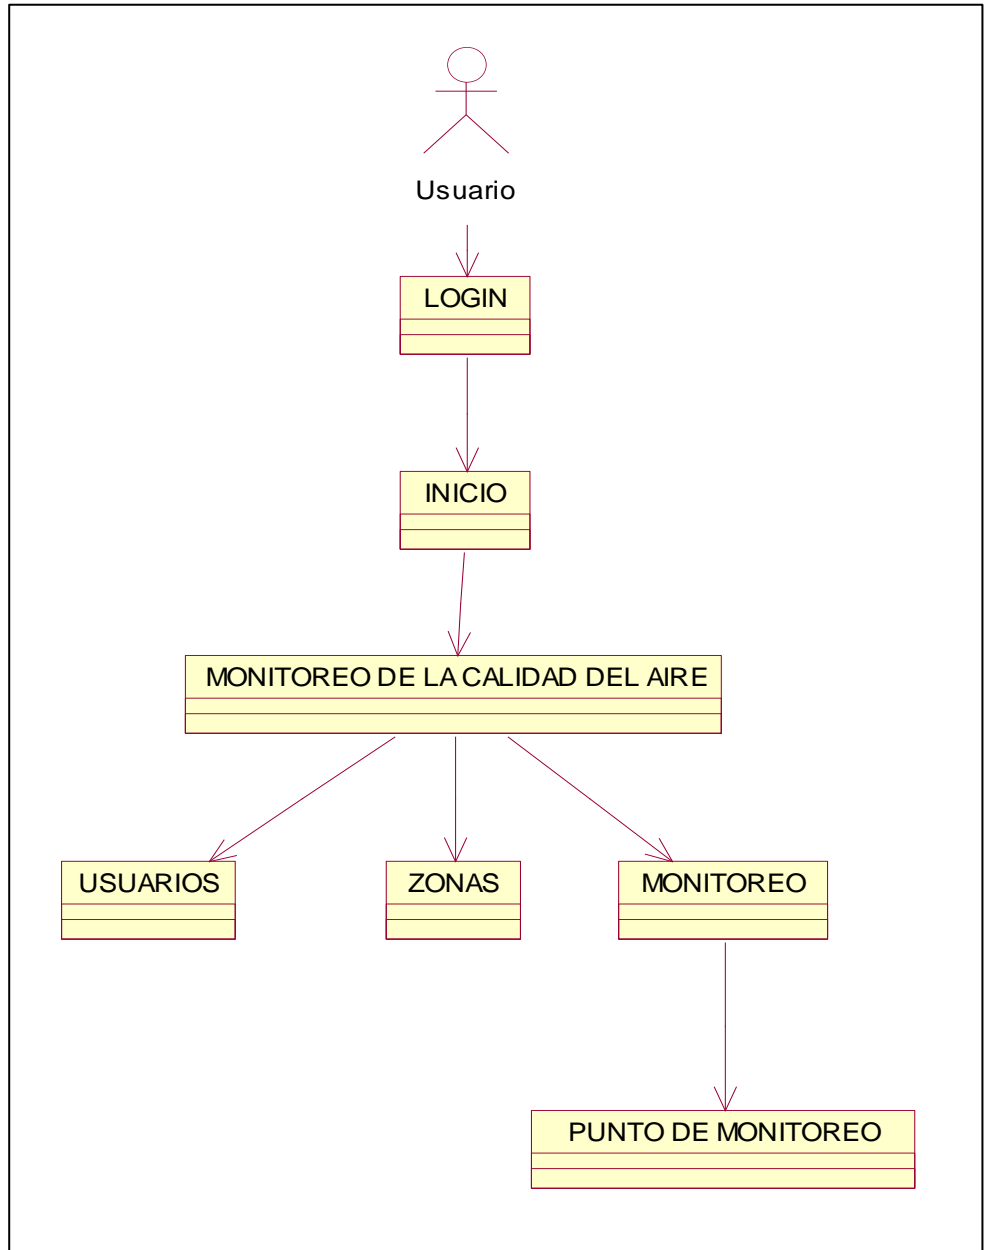 Usuario
LOGIN
INICIO
MONITOREO DE LA CALIDAD DEL AIRE
USUARIOS
ZONAS
MONITOREO
PUNTO DE MONITOREO